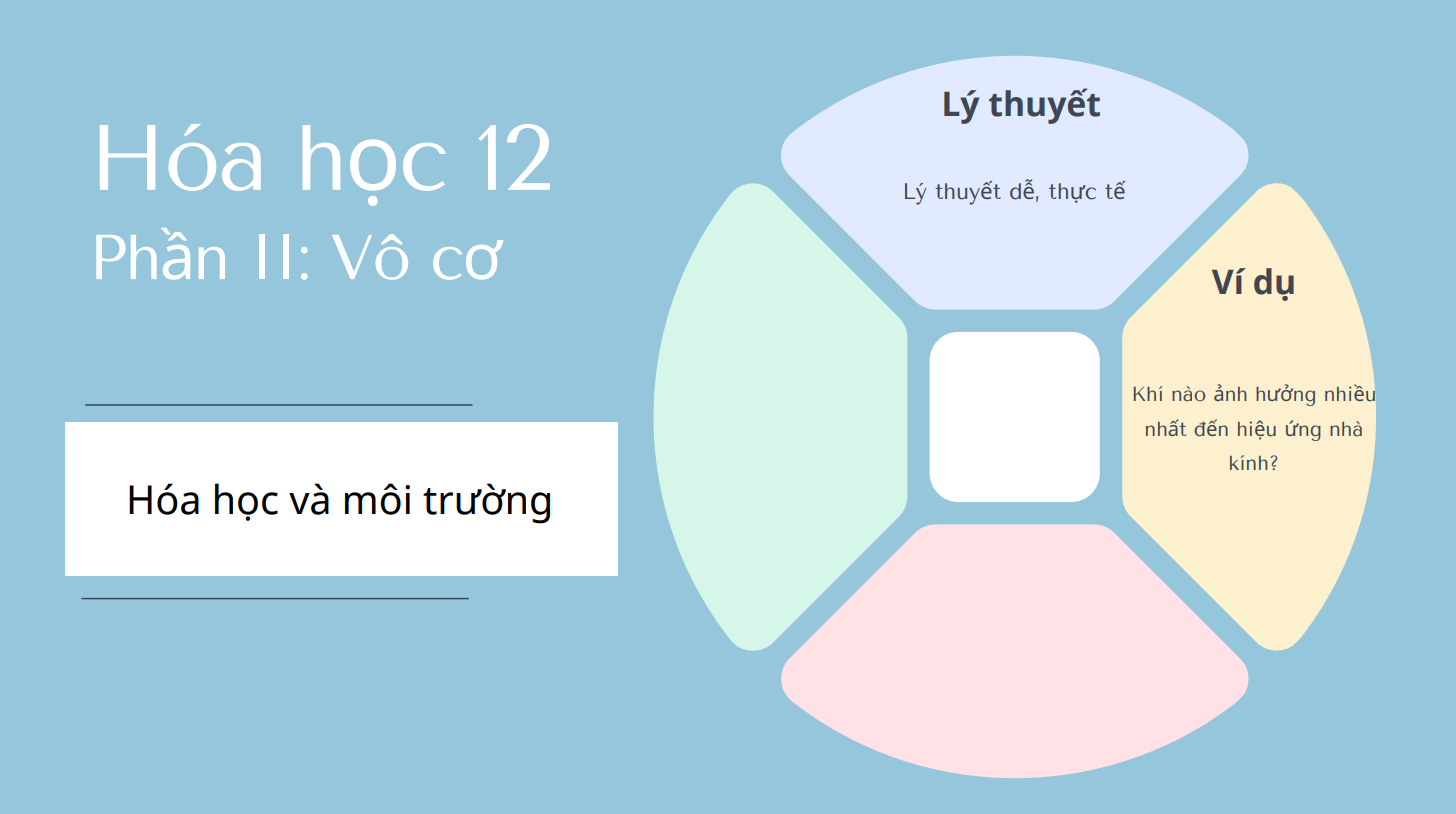 Hóa học 12
Phần II: Vô cơ
Hóa học và môi trường
Lý thuyết
Lý thuyết dễ, thực tế
Ví dụ
Khí nào ảnh hưởng nhiều
nhất đến hiệu ứng nhà
kính?